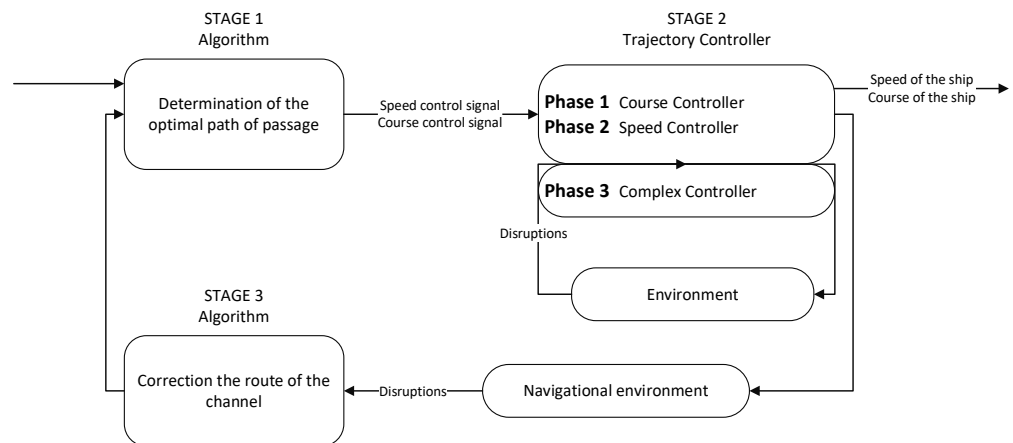 STAGE 1
Algorithm
Determination of the
optimal path of passage
Speed control signal
Course control signal
STAGE 2
Trajectory Controller
Phase 1 Course Controller
Phase 2 Speed Controller
Phase 3 Complex Controller
Speed of the ship
Course of the ship
Disruptions
Environment
STAGE 3
Algorithm
Correction the route of the
channel
Disruptions
Navigational environment